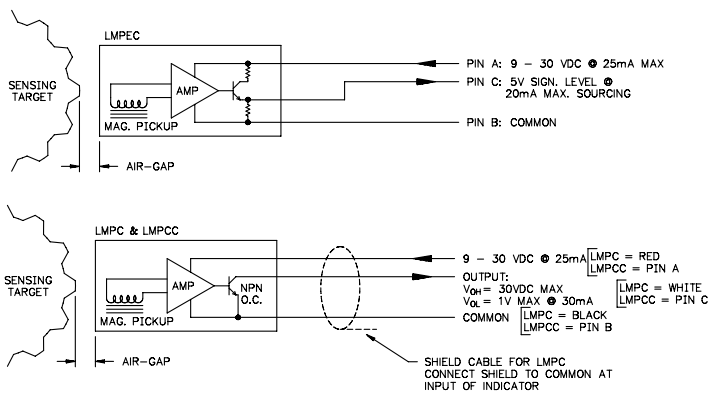 LMPEC
SENSING
TARGET
AMP
MAG. PICKUP
AIR-GAP
PIN A: 9 - 30 VDC @ 25mA MAX
PIN C: 5V SIGN. LEVEL @
20mA MAX. SOURCING
PIN B: COMMON
LMPC & LMPCC
SENSING
TARGET
AMP
NPN
O.C.
MAG. PICKUP
AIR-GAP
9 - 30 VDC @ 25mA
LMPC = RED
LMPCC = PIN A
OUTPUT:
VOH = 30VDC MAX
VOL = 1V MAX @ 30mA
LMPC = WHITE
LMPCC = PIN C
COMMON
LMPC = BLACK
LMPCC = PIN B
SHIELD CABLE FOR LMPC
CONNECT SHIELD TO COMMON AT
INPUT OF INDICATOR